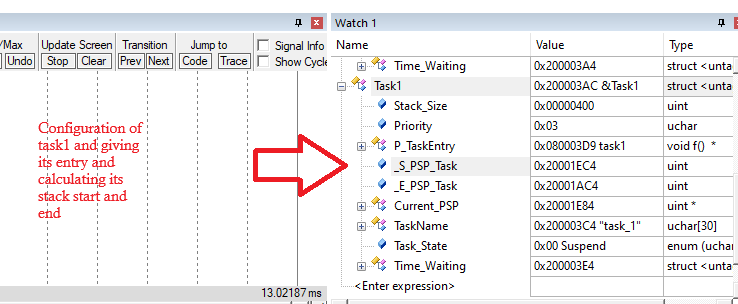 Watch 1
/Max Update Screen Transition Jump to Signal Info
Undo Stop Clear Prev Next Code Trace Show Cycle
Configuration of
task1 and giving
its entry and
calculating its
stack start and
end
13.02187 ms
Name Value Type
Time_Waiting 0x200003A4 struct <unta
Task1 0x200003AC &Task1 struct <unta
Stack_Size 0x00000400 uint
Priority 0x03 uchar
P_TaskEntry 0x080003D9 task1 void f() *
_S_PSP_Task 0x20001EC4 uint
_E_PSP_Task 0x20001AC4 uint
Current_PSP 0x20001E84 uint *
TaskName 0x200003C4 "task_1" uchar[30]
Task_State 0x00 Suspend enum (uchar
Time_Waiting 0x200003E4 struct <unta
<Enter expression>